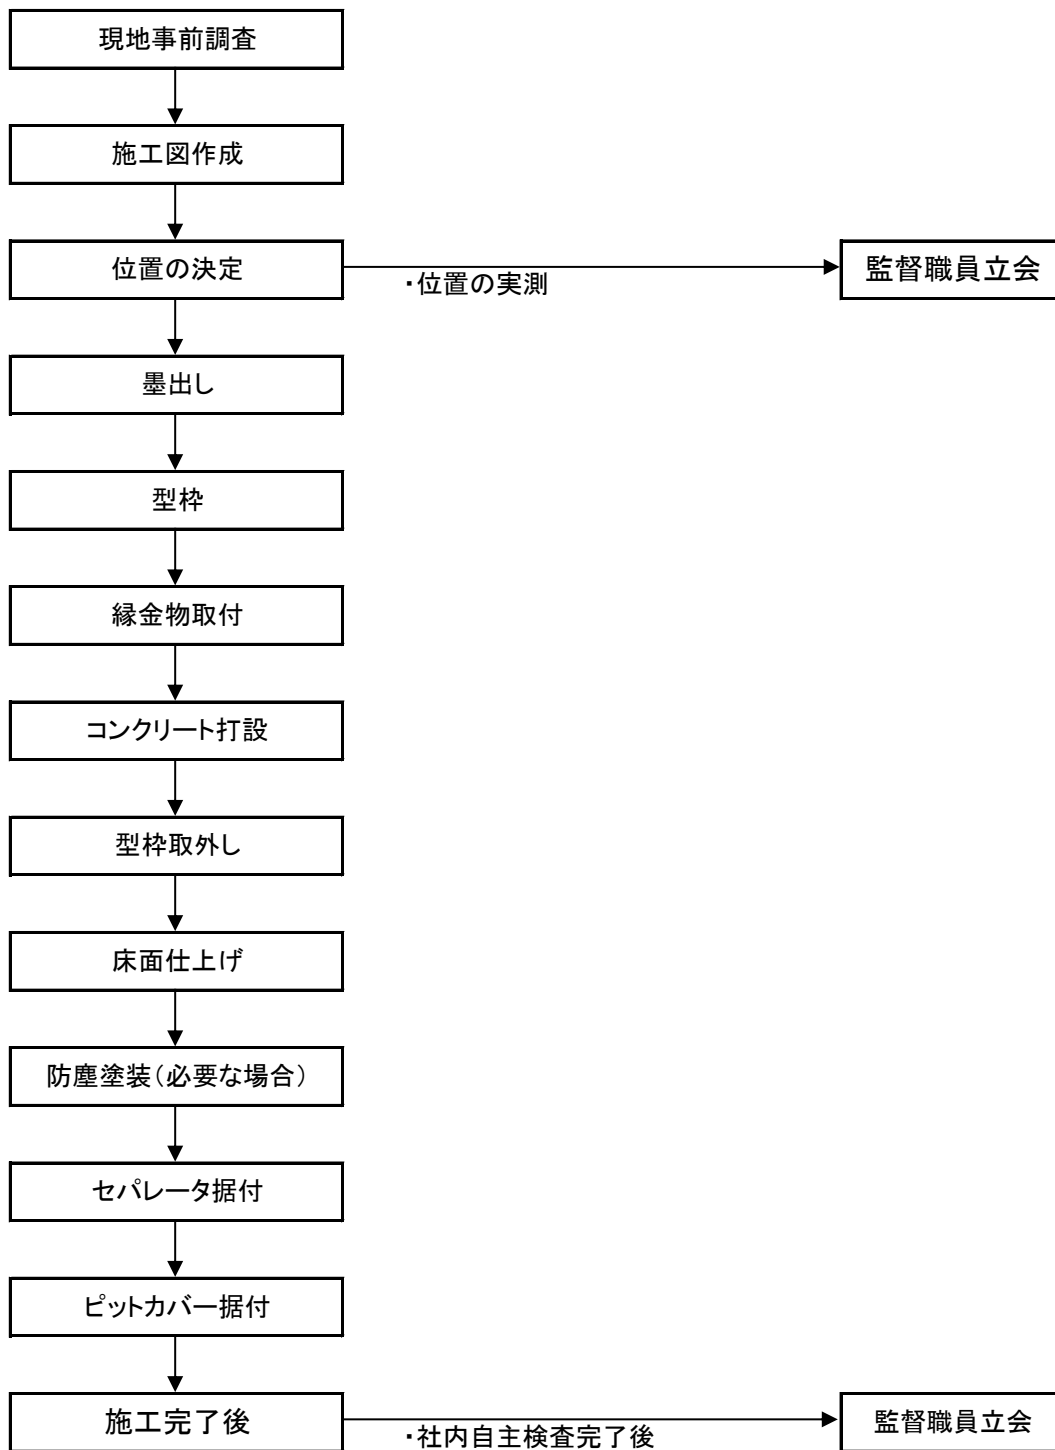 現地事前調査
施工図作成
位置の決定
・位置の実測
監督職員立会
墨出し
型枠
縁金物取付
コンクリート打設
型枠取外し
床面仕上げ
防塵塗装(必要な場合)
セパレータ据付
ピットカバー据付
施工完了後
・社内自主検査完了後
監督職員立会